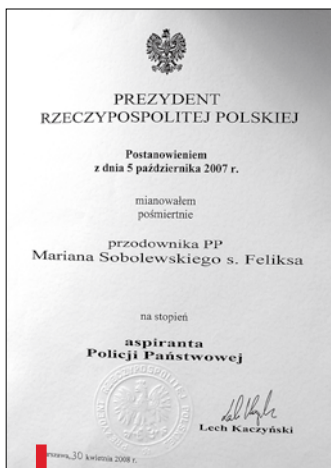 PREZYDENT
RZECZYPOSPOLITEJ POLSKIEJ
Postanowieniem
z dnia 5 października 2007 r.
mianowałem
pośmiertnie
przodownika PP
Mariana Sobolewskiego s. Feliksa
na stopień
aspiranta
Policji Państwowej
Lech Kaczyński
30 kwietnia 2008 r.